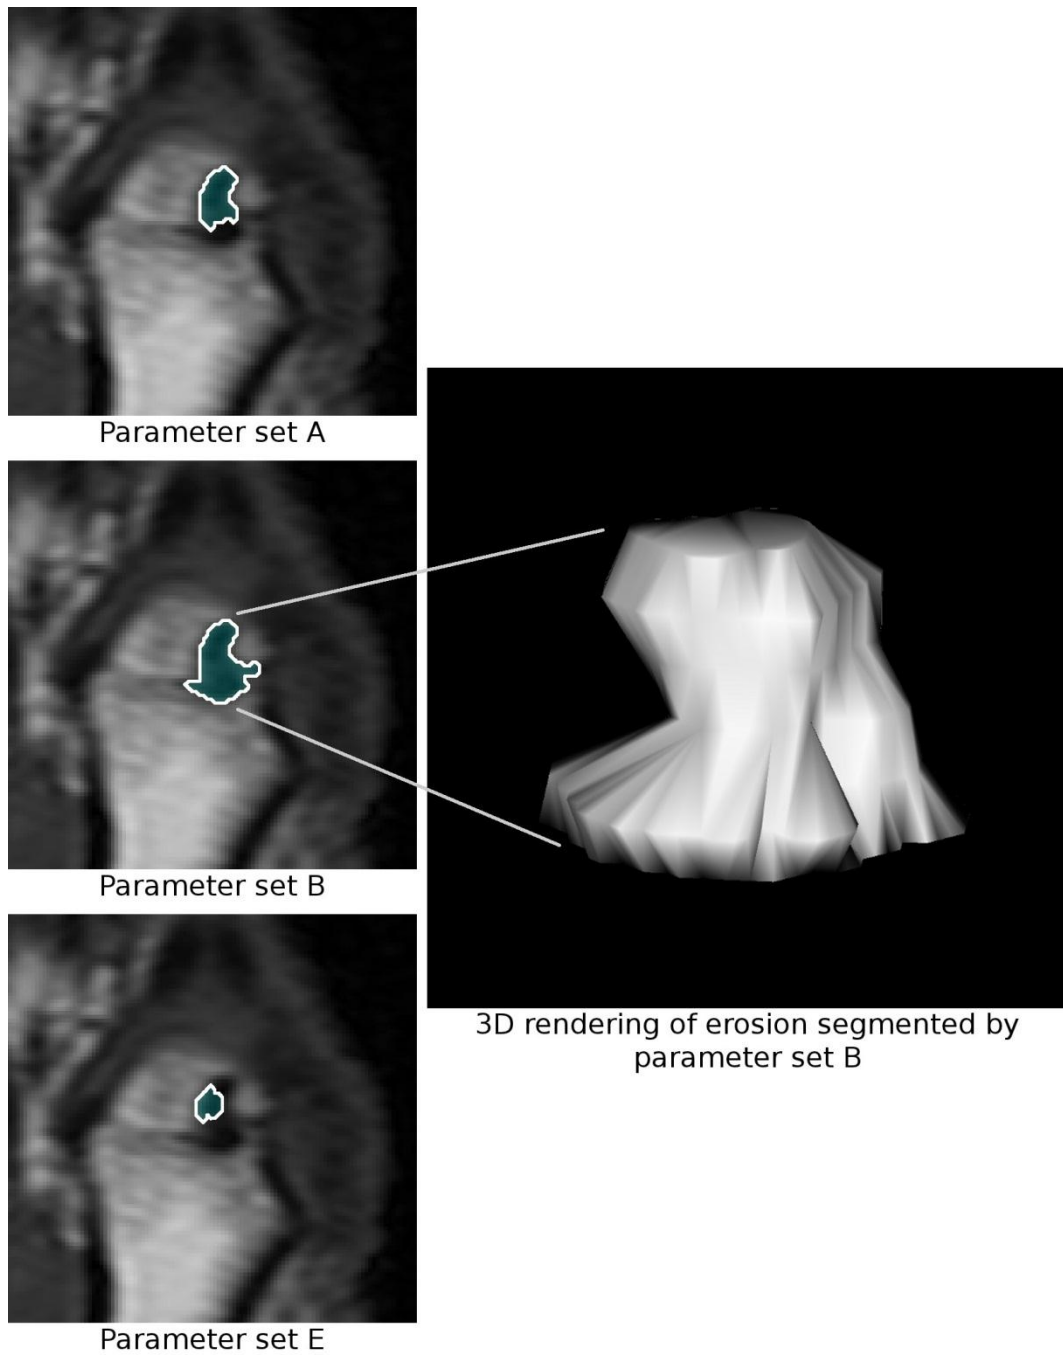 Parameter set A
Parameter set B
3D rendering of erosion segmented by
parameter set B
Parameter set E